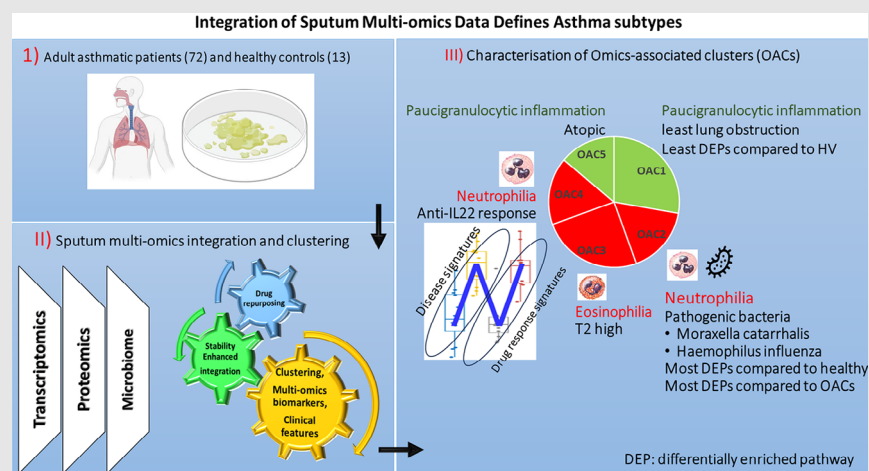 Integration of Sputum Multi-omics Data Defines Asthma subtypes
1) Adult asthmatic patients (72) and healthy controls (13)
II) Sputum multi-omics integration and clustering
Transcriptomics
Proteomics
Microbiome
Drug
repurposing
Stability
Enhanced
integration
Clustering,
Multi-omics
biomarkers,
Clinical
features
III) Characterisation of Omics-associated clusters (OACs)
Paucigranulocytic inflammation
Atopic
Paucigranulocytic inflammation
least lung obstruction
Least DEPs compared to HV
OAC5
OAC1
OAC4
OAC2
OAC3
Neutrophilia
Anti-IL22 response
Disease signatures
Drug response signatures
Eosinophilia
T2 high
Neutrophilia
Pathogenic bacteria
• Moraxella catarrhalis
• Haemophilus influenza
Most DEPs compared to healthy
Most DEPs compared to OACs
DEP: differentially enriched pathway